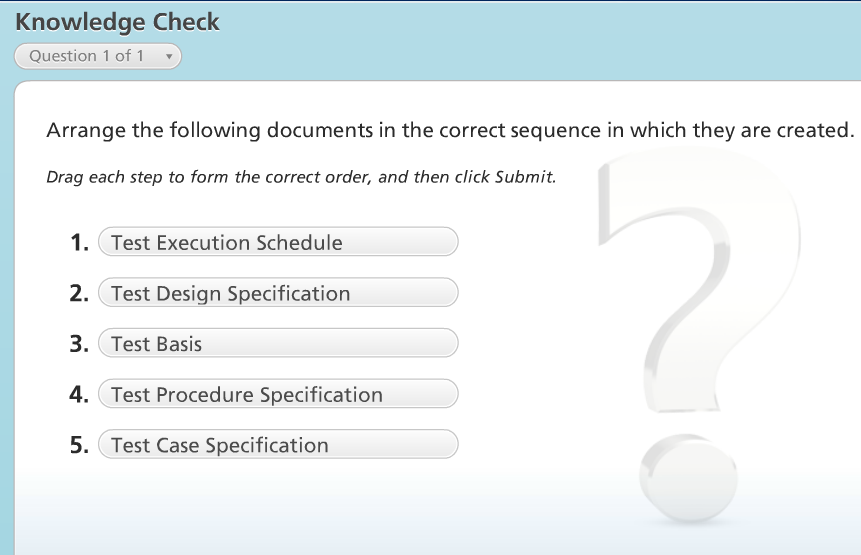 Knowledge Check
Question 1 of 1
Arrange the following documents in the correct sequence in which they are created.
Drag each step to form the correct order, and then click Submit.
1. Test Execution Schedule
2. Test Design Specification
3. Test Basis
4. Test Procedure Specification
5. Test Case Specification